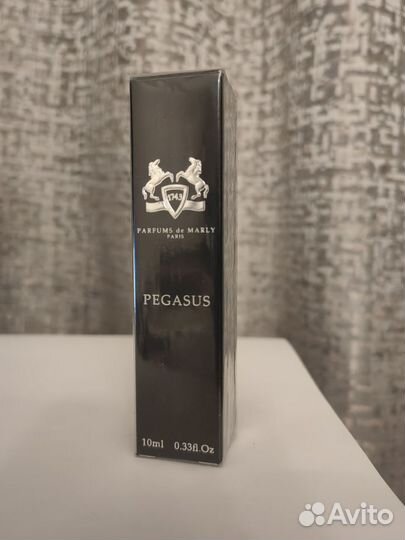 1743
PARFUMS de MARLY
PARIS
PEGASUS
10ml 0.33fl.Oz
Avito